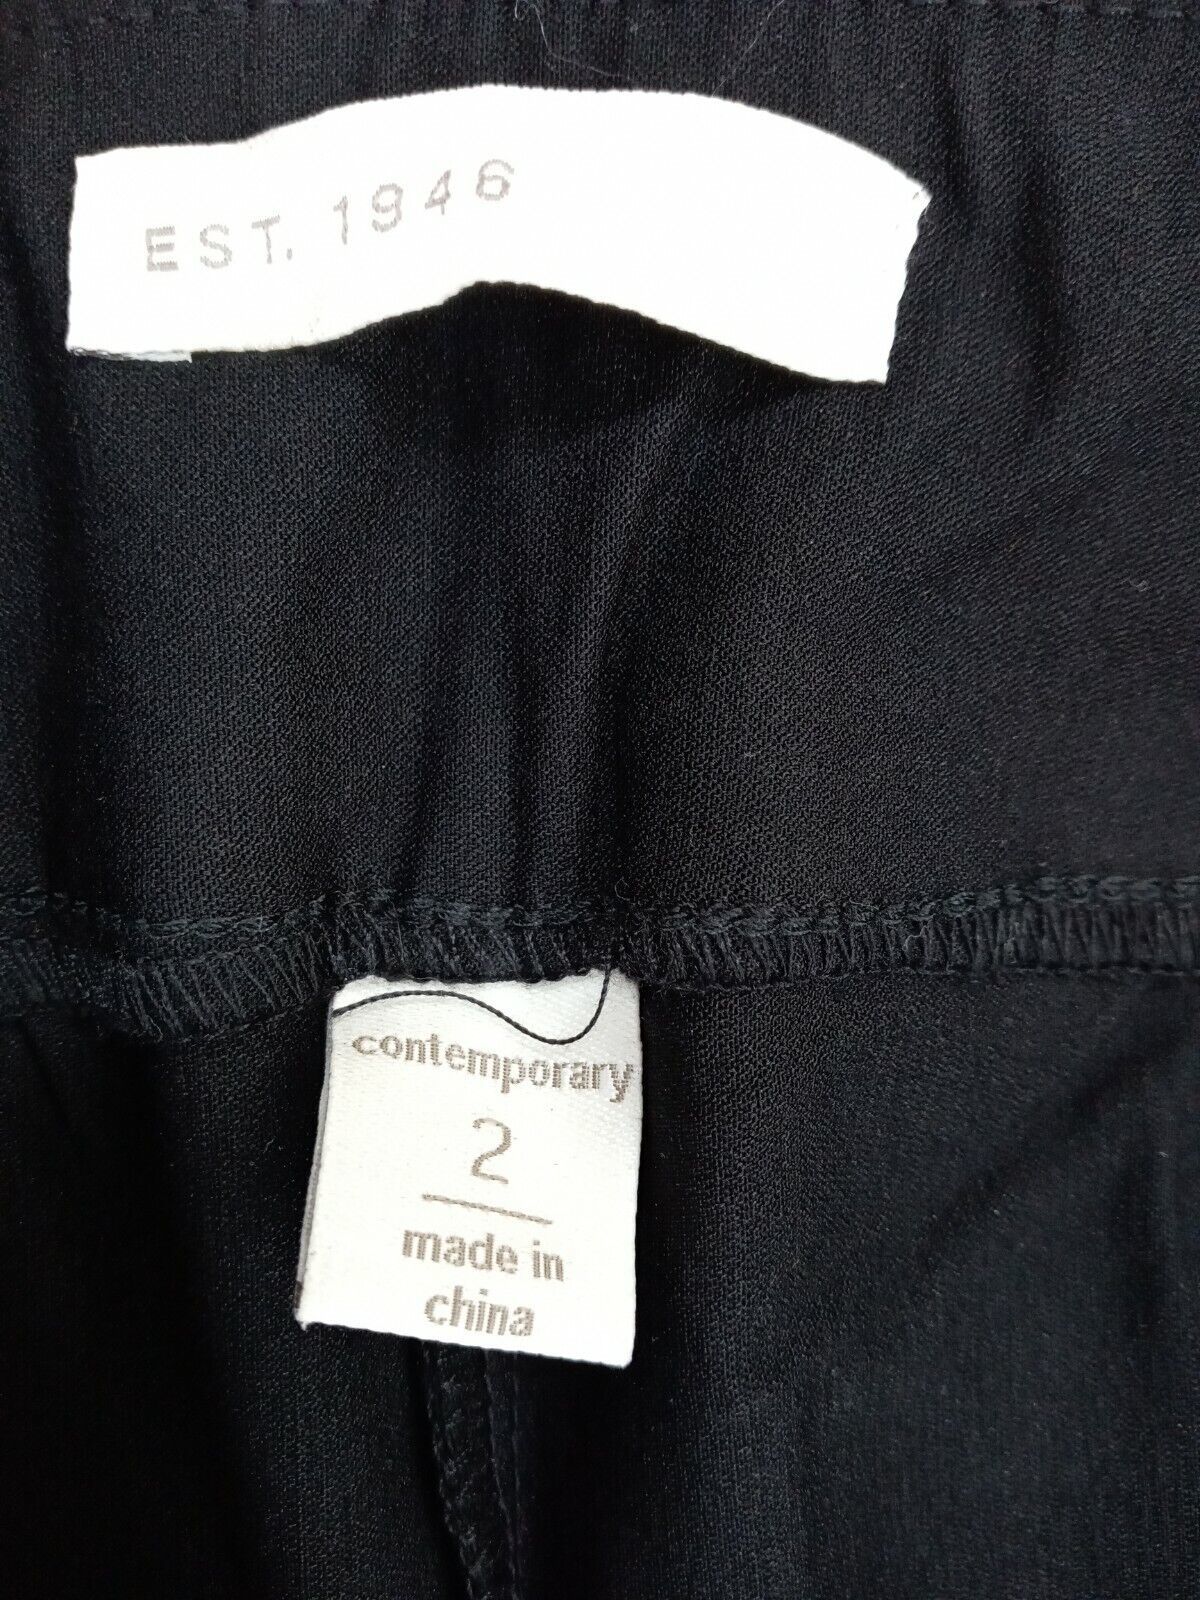 EST. 1946
contemporary
2
made in
china